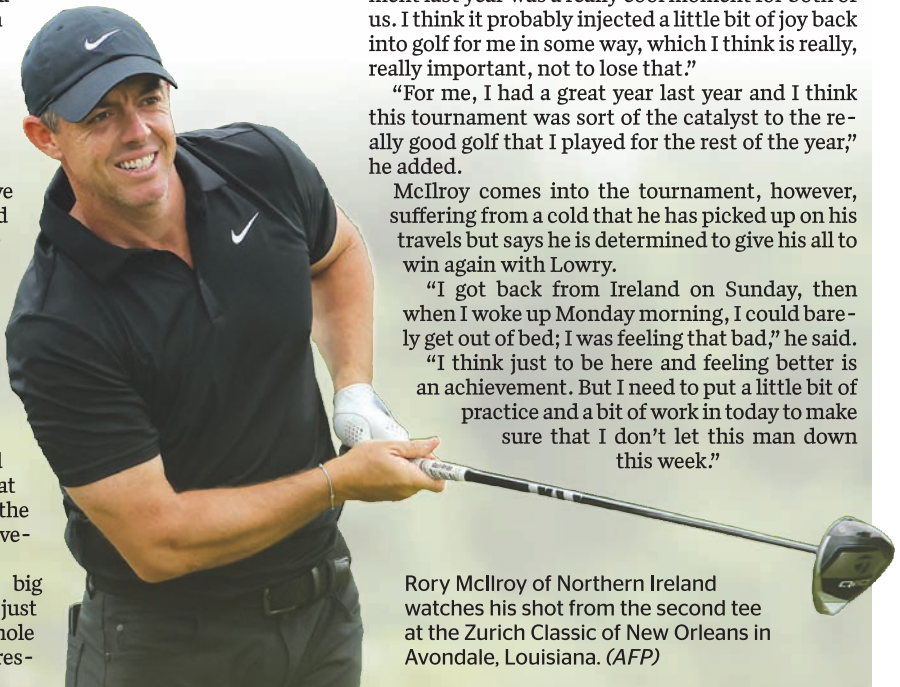 us. I think it probably injected a little bit of joy back
into golf for me in some way, which I think is really,
really important, not to lose that.”
“For me, I had a great year last year and I think
this tournament was sort of the catalyst to the re-
ally good golf that I played for the rest of the year,”
he added.
McIlroy comes into the tournament, however,
suffering from a cold that he has picked up on his
travels but says he is determined to give his all to
win again with Lowry.
“I got back from Ireland on Sunday, then
when I woke up Monday morning, I could bare-
ly get out of bed; I was feeling that bad,” he said.
“I think just to be here and feeling better is
an achievement. But I need to put a little bit of
practice and a bit of work in today to make
sure that I don’t let this man down
this week.”
at
the
ve-
big
just
Rory McIlroy of Northern Ireland
watches his shot from the second tee
at the Zurich Classic of New Orleans in
Avondale, Louisiana. (AFP)